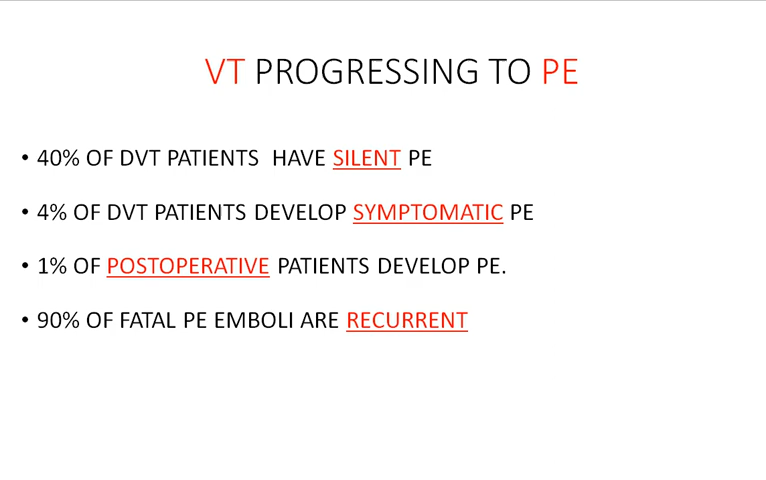 VT PROGRESSING TO PE
• 40% OF DVT PATIENTS HAVE SILENT PE
• 4% OF DVT PATIENTS DEVELOP SYMPTOMATIC PE
• 1% OF POSTOPERATIVE PATIENTS DEVELOP PE.
• 90% OF FATAL PE EMBOLI ARE RECURRENT